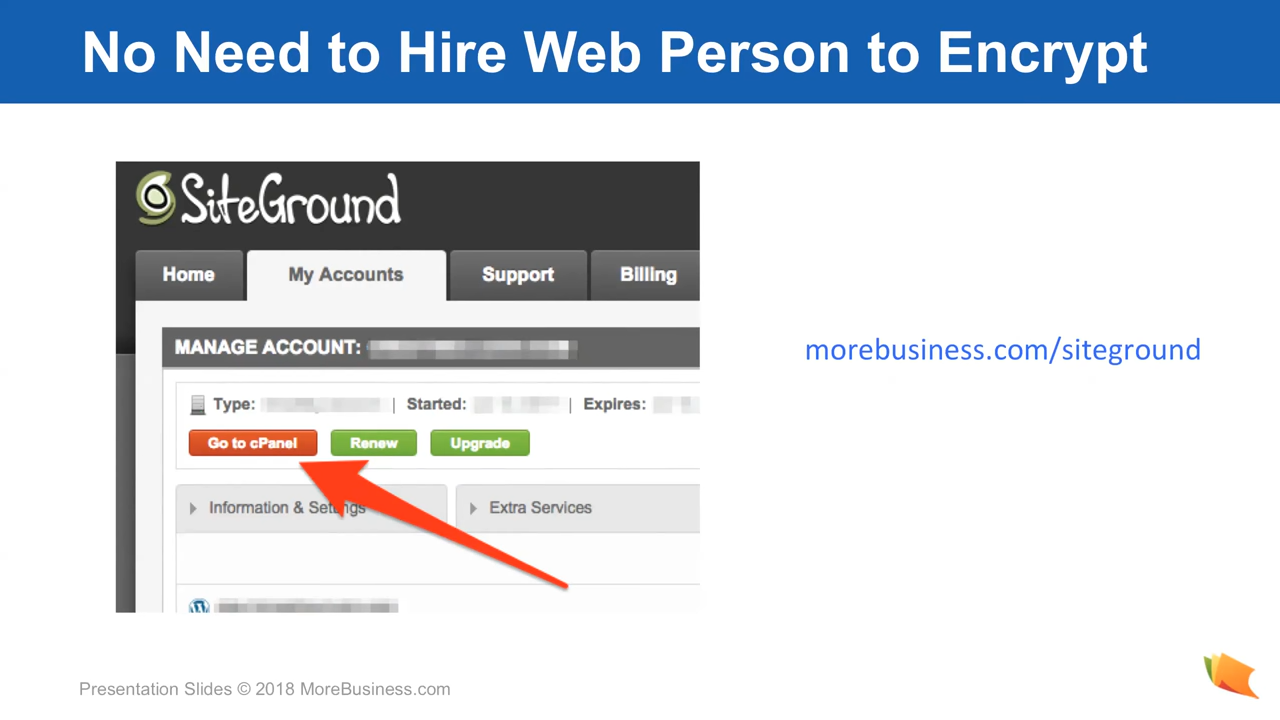 No Need to Hire Web Person to Encrypt
SiteGround
Home My Accounts Support Billing
MANAGE ACCOUNT:
Type: | Started: | Expires:
Go to cPanel Renew Upgrade
Information & Settings Extra Services
morebusiness.com/siteground
Presentation Slides © 2018 MoreBusiness.com